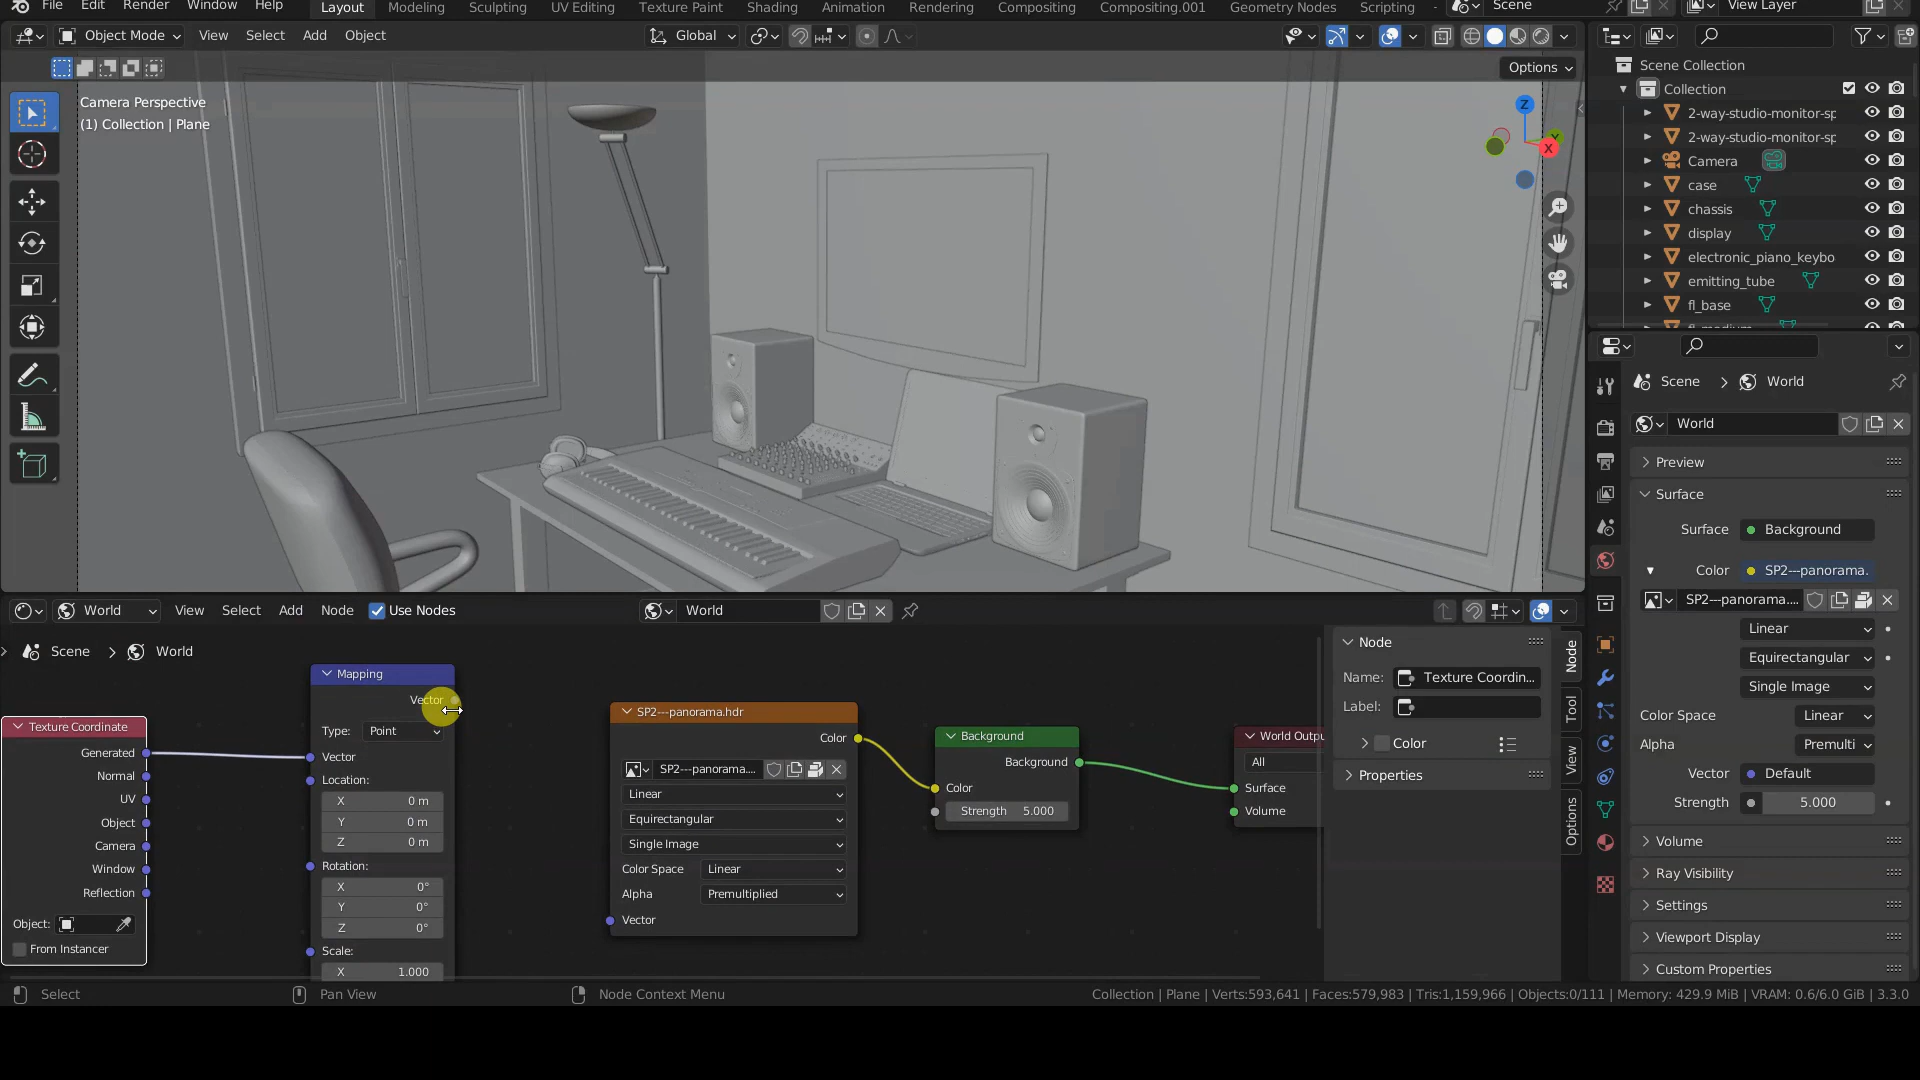 File Edit Render Window Help Layout Modeling Sculpting UV Editing Texture Paint Shading Animation Rendering Compositing Compositing.001 Geometry Nodes Scripting Scene View Layer
Object Mode View Select Add Object Global
Options
Camera Perspective
(1) Collection | Plane
Z
Y
X
Scene Collection
Collection
2-way-studio-monitor-sp
2-way-studio-monitor-sp
Camera
case
chassis
display
electronic_piano_keybo
emitting_tube
fl_base
Scene > World
World
Preview
Surface
Surface Background
Color SP2---panorama.
SP2---panorama....
Linear
Equirectangular
Single Image
Color Space Linear
Alpha Premulti
Vector Default
Strength 5.000
Volume
Ray Visibility
Settings
Viewport Display
Custom Properties
World View Select Add Node Use Nodes World
Scene > World
Texture Coordinate
Generated
Normal
UV
Object
Camera
Window
Reflection
Object:
From Instancer
Mapping
Vector
Type: Point
Vector
Location:
X 0 m
Y 0 m
Z 0 m
Rotation:
X 0°
Y 0°
Z 0°
Scale:
X 1.000
SP2---panorama.hdr
Color
SP2---panorama....
Linear
Equirectangular
Single Image
Color Space Linear
Alpha Premultiplied
Vector
Background
Background
Color
Strength 5.000
World Outpu
All
Surface
Volume
Node
Name: Texture Coordin...
Label:
Color
Properties
Node
Tool
View
Options
Select Pan View Node Context Menu Collection | Plane | Verts:593,641 | Faces:579,983 | Tris:1,159,966 | Objects:0/111 | Memory: 429.9 MiB | VRAM: 0.6/6.0 GiB | 3.3.0